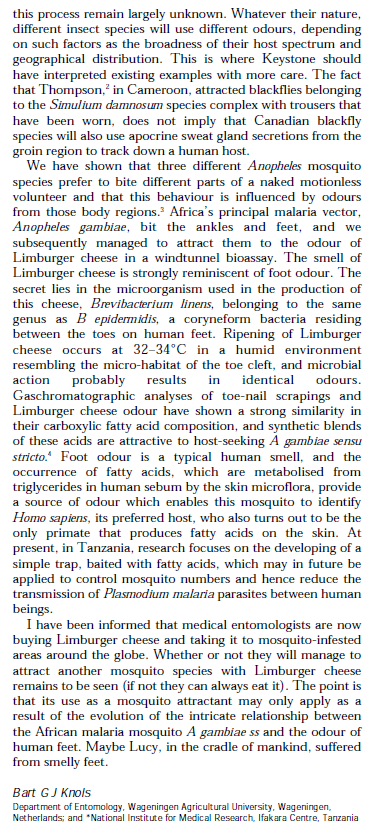 this process remain largely unknown. Whatever their nature,
different insect species will use different odours, depending
on such factors as the broadness of their host spectrum and
geographical distribution. This is where Keystone should
have interpreted existing examples with more care. The fact
that Thompson,² in Cameroon, attracted blackflies belonging
to the Simulium damnosum species complex with trousers that
have been worn, does not imply that Canadian blackfly
species will also use apocrine sweat gland secretions from the
groin region to track down a human host.
We have shown that three different Anopheles mosquito
species prefer to bite different parts of a naked motionless
volunteer and that this behaviour is influenced by odours
from those body regions.³ Africa's principal malaria vector,
Anopheles gambiae, bit the ankles and feet, and we
subsequently managed to attract them to the odour of
Limburger cheese in a windtunnel bioassay. The smell of
Limburger cheese is strongly reminiscent of foot odour. The
secret lies in the microorganism used in the production of
this cheese, Brevibacterium linens, belonging to the same
genus as B epidermidis, a coryneform bacteria residing
between the toes on human feet. Ripening of Limburger
cheese occurs at 32–34°C in a humid environment
resembling the micro-habitat of the toe cleft, and microbial
action probably results in identical odours.
Gaschromatographic analyses of toe-nail scrapings and
Limburger cheese odour have shown a strong similarity in
their carboxylic fatty acid composition, and synthetic blends
of these acids are attractive to host-seeking A gambiae sensu
stricto.⁴ Foot odour is a typical human smell, and the
occurrence of fatty acids, which are metabolised from
triglycerides in human sebum by the skin microflora, provide
a source of odour which enables this mosquito to identify
Homo sapiens, its preferred host, who also turns out to be the
only primate that produces fatty acids on the skin. At
present, in Tanzania, research focuses on the developing of a
simple trap, baited with fatty acids, which may in future be
applied to control mosquito numbers and hence reduce the
transmission of Plasmodium malaria parasites between human
beings.
I have been informed that medical entomologists are now
buying Limburger cheese and taking it to mosquito-infested
areas around the globe. Whether or not they will manage to
attract another mosquito species with Limburger cheese
remains to be seen (if not they can always eat it). The point is
that its use as a mosquito attractant may only apply as a
result of the evolution of the intricate relationship between
the African malaria mosquito A gambiae ss and the odour of
human feet. Maybe Lucy, in the cradle of mankind, suffered
from smelly feet.
Bart G J Knols
Department of Entomology, Wageningen Agricultural University, Wageningen,
Netherlands; and *National Institute for Medical Research, Ifakara Centre, Tanzania